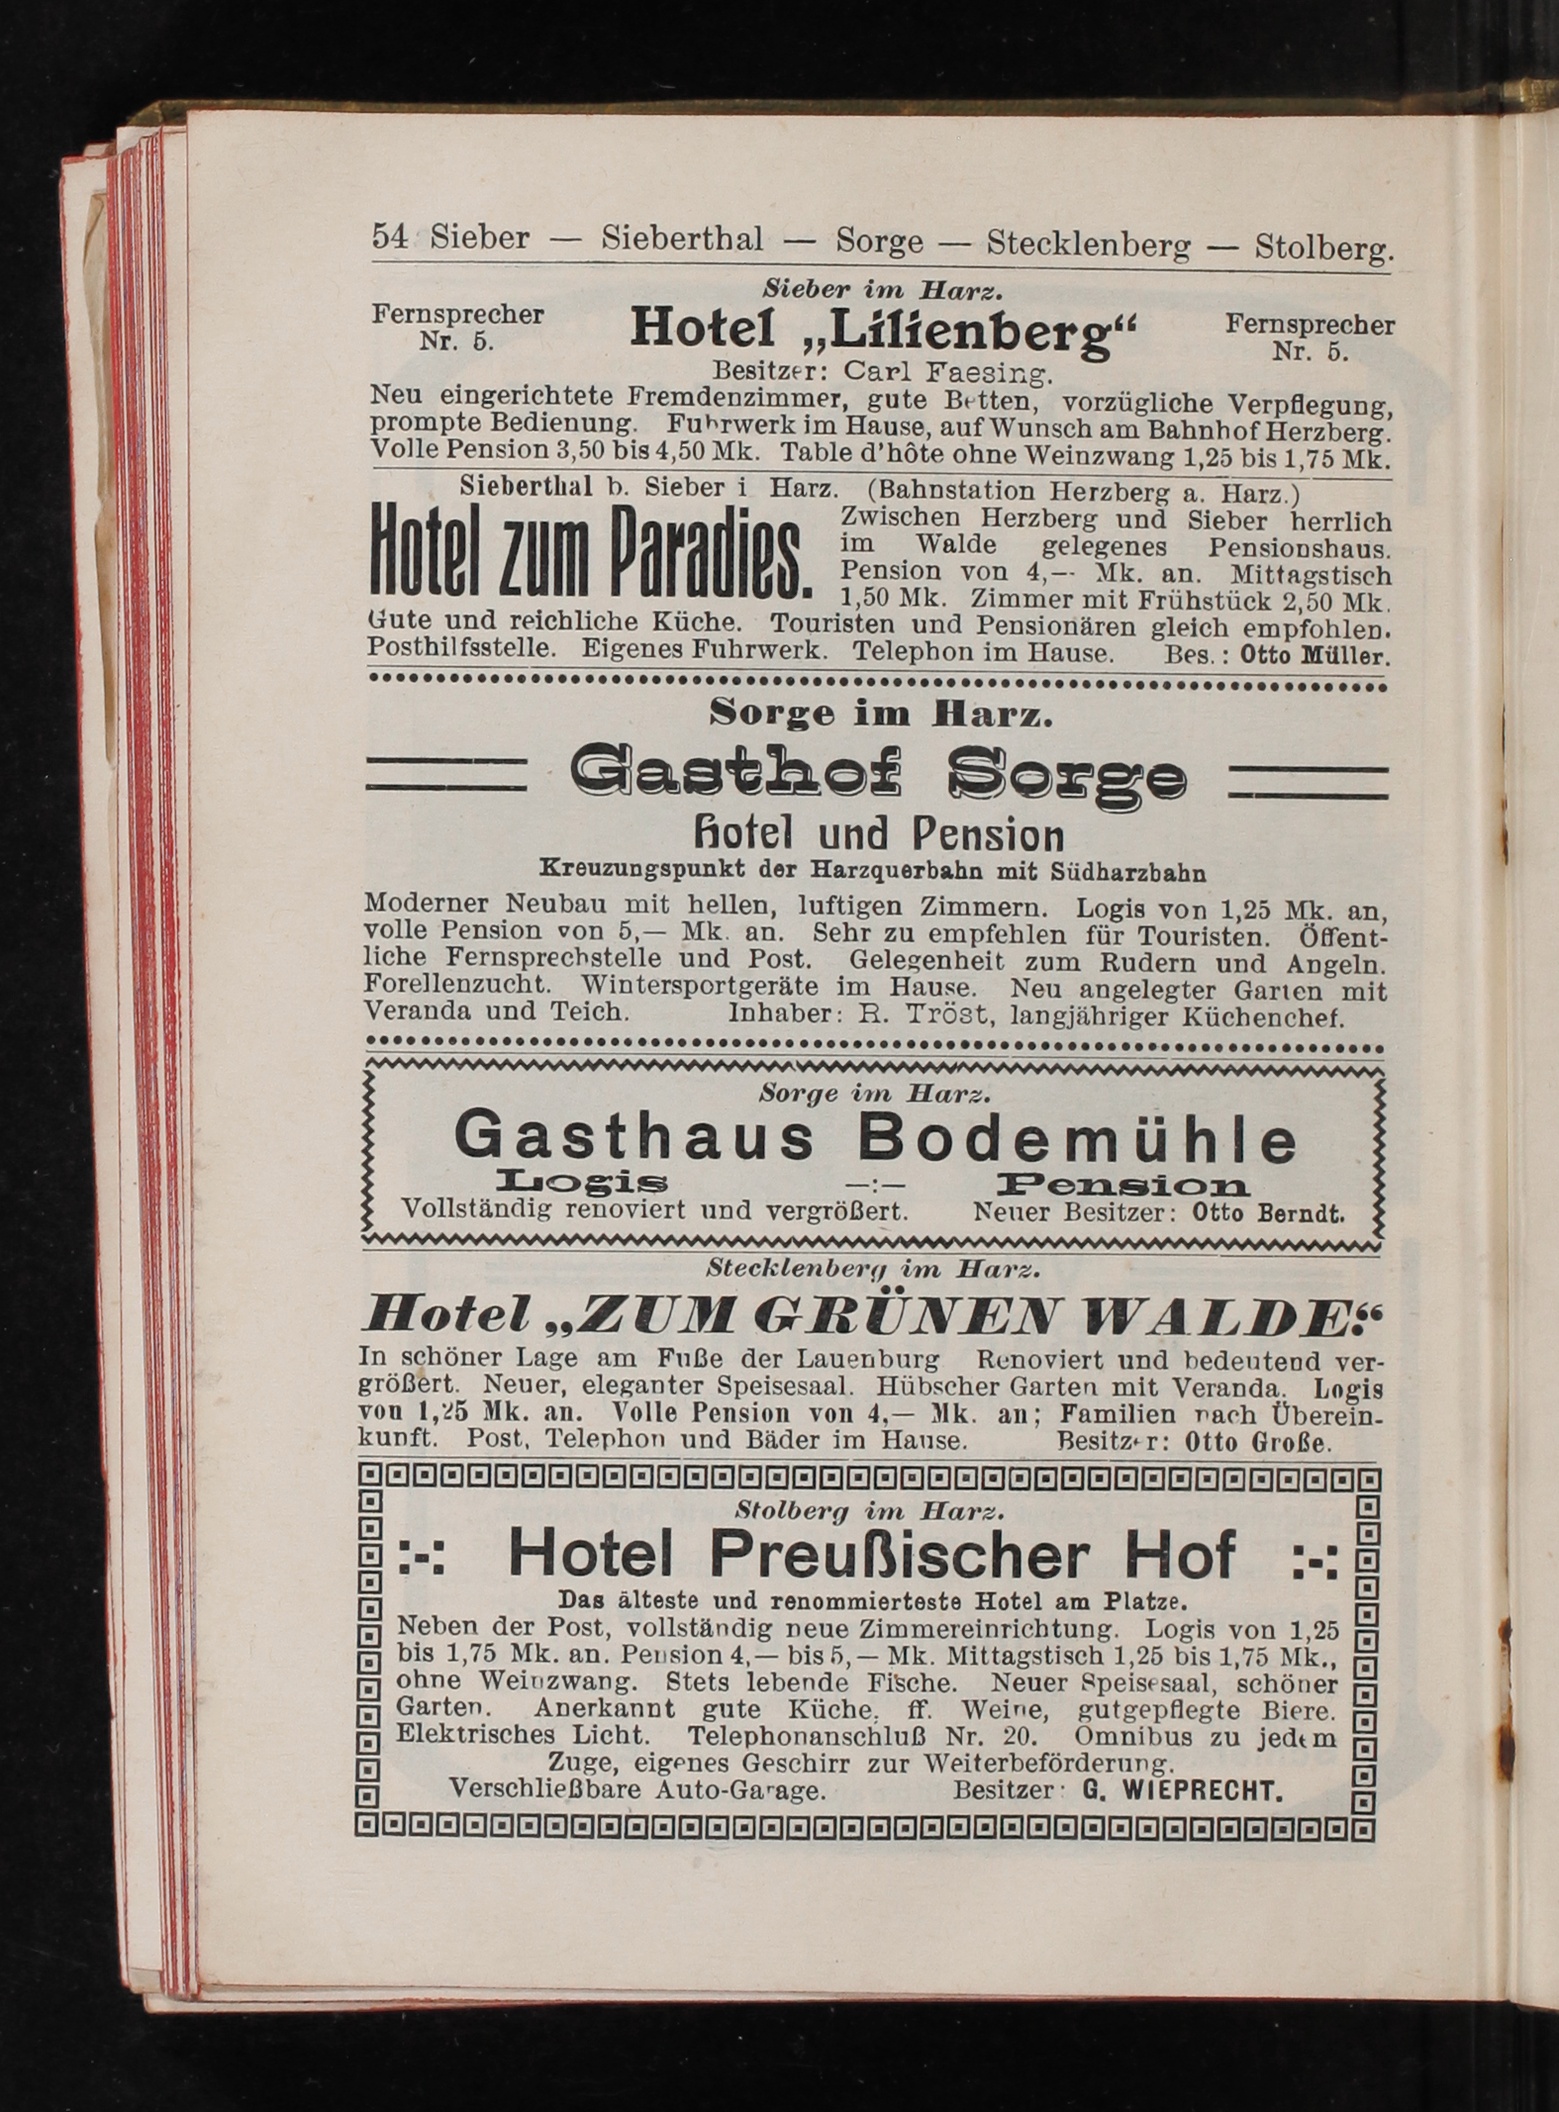 54 Sieber — Sieberthal — Sorge — Stecklenberg — Stolberg.
Sieber im Harz.
Fernsprecher Nr. 5.
Hotel „Lilienberg“
Fernsprecher Nr. 5.
Besitzer: Carl Faesing.
Neu eingerichtete Fremdenzimmer, gute Betten, vorzügliche Verpflegung,
prompte Bedienung. Fuhrwerk im Hause, auf Wunsch am Bahnhof Herzberg.
Volle Pension 3,50 bis 4,50 Mk. Table d'hôte ohne Weinzwang 1,25 bis 1,75 Mk.
Sieberthal b. Sieber i Harz. (Bahnstation Herzberg a. Harz.)
Hotel zum Paradies.
Zwischen Herzberg und Sieber herrlich
im Walde gelegenes Pensionshaus.
Pension von 4,— Mk. an. Mittagstisch
1,50 Mk. Zimmer mit Frühstück 2,50 Mk.
Gute und reichliche Küche. Touristen und Pensionären gleich empfohlen.
Posthilfsstelle. Eigenes Fuhrwerk. Telephon im Hause. Bes.: Otto Müller.
Sorge im Harz.
Gasthof Sorge
Hotel und Pension
Kreuzungspunkt der Harzquerbahn mit Südharzbahn
Moderner Neubau mit hellen, luftigen Zimmern. Logis von 1,25 Mk. an,
volle Pension von 5,— Mk. an. Sehr zu empfehlen für Touristen. Öffent-
liche Fernsprechstelle und Post. Gelegenheit zum Rudern und Angeln.
Forellenzucht. Wintersportgeräte im Hause. Neu angelegter Garten mit
Veranda und Teich. Inhaber: R. Tröst, langjähriger Küchenchef.
Sorge im Harz.
Gasthaus Bodemühle
Logis —:— Pension
Vollständig renoviert und vergrößert. Neuer Besitzer: Otto Berndt.
Stecklenberg im Harz.
Hotel „ZUM GRÜNEN WALDE“
In schöner Lage am Fuße der Lauenburg Renoviert und bedeutend ver-
größert. Neuer, eleganter Speisesaal. Hübscher Garten mit Veranda. Logis
von 1,25 Mk. an. Volle Pension von 4,— Mk. an; Familien nach Überein-
kunft. Post, Telephon und Bäder im Hause. Besitzer: Otto Große.
Stolberg im Harz.
:-: Hotel Preußischer Hof :-:
Das älteste und renommierteste Hotel am Platze.
Neben der Post, vollständig neue Zimmereinrichtung. Logis von 1,25
bis 1,75 Mk. an. Pension 4,— bis 5,— Mk. Mittagstisch 1,25 bis 1,75 Mk.,
ohne Weinzwang. Stets lebende Fische. Neuer Speisesaal, schöner
Garten. Anerkannt gute Küche, ff. Weine, gutgepflegte Biere.
Elektrisches Licht. Telephonanschluß Nr. 20. Omnibus zu jedem
Zuge, eigenes Geschirr zur Weiterbeförderung.
Verschließbare Auto-Garage. Besitzer: G. WIEPRECHT.